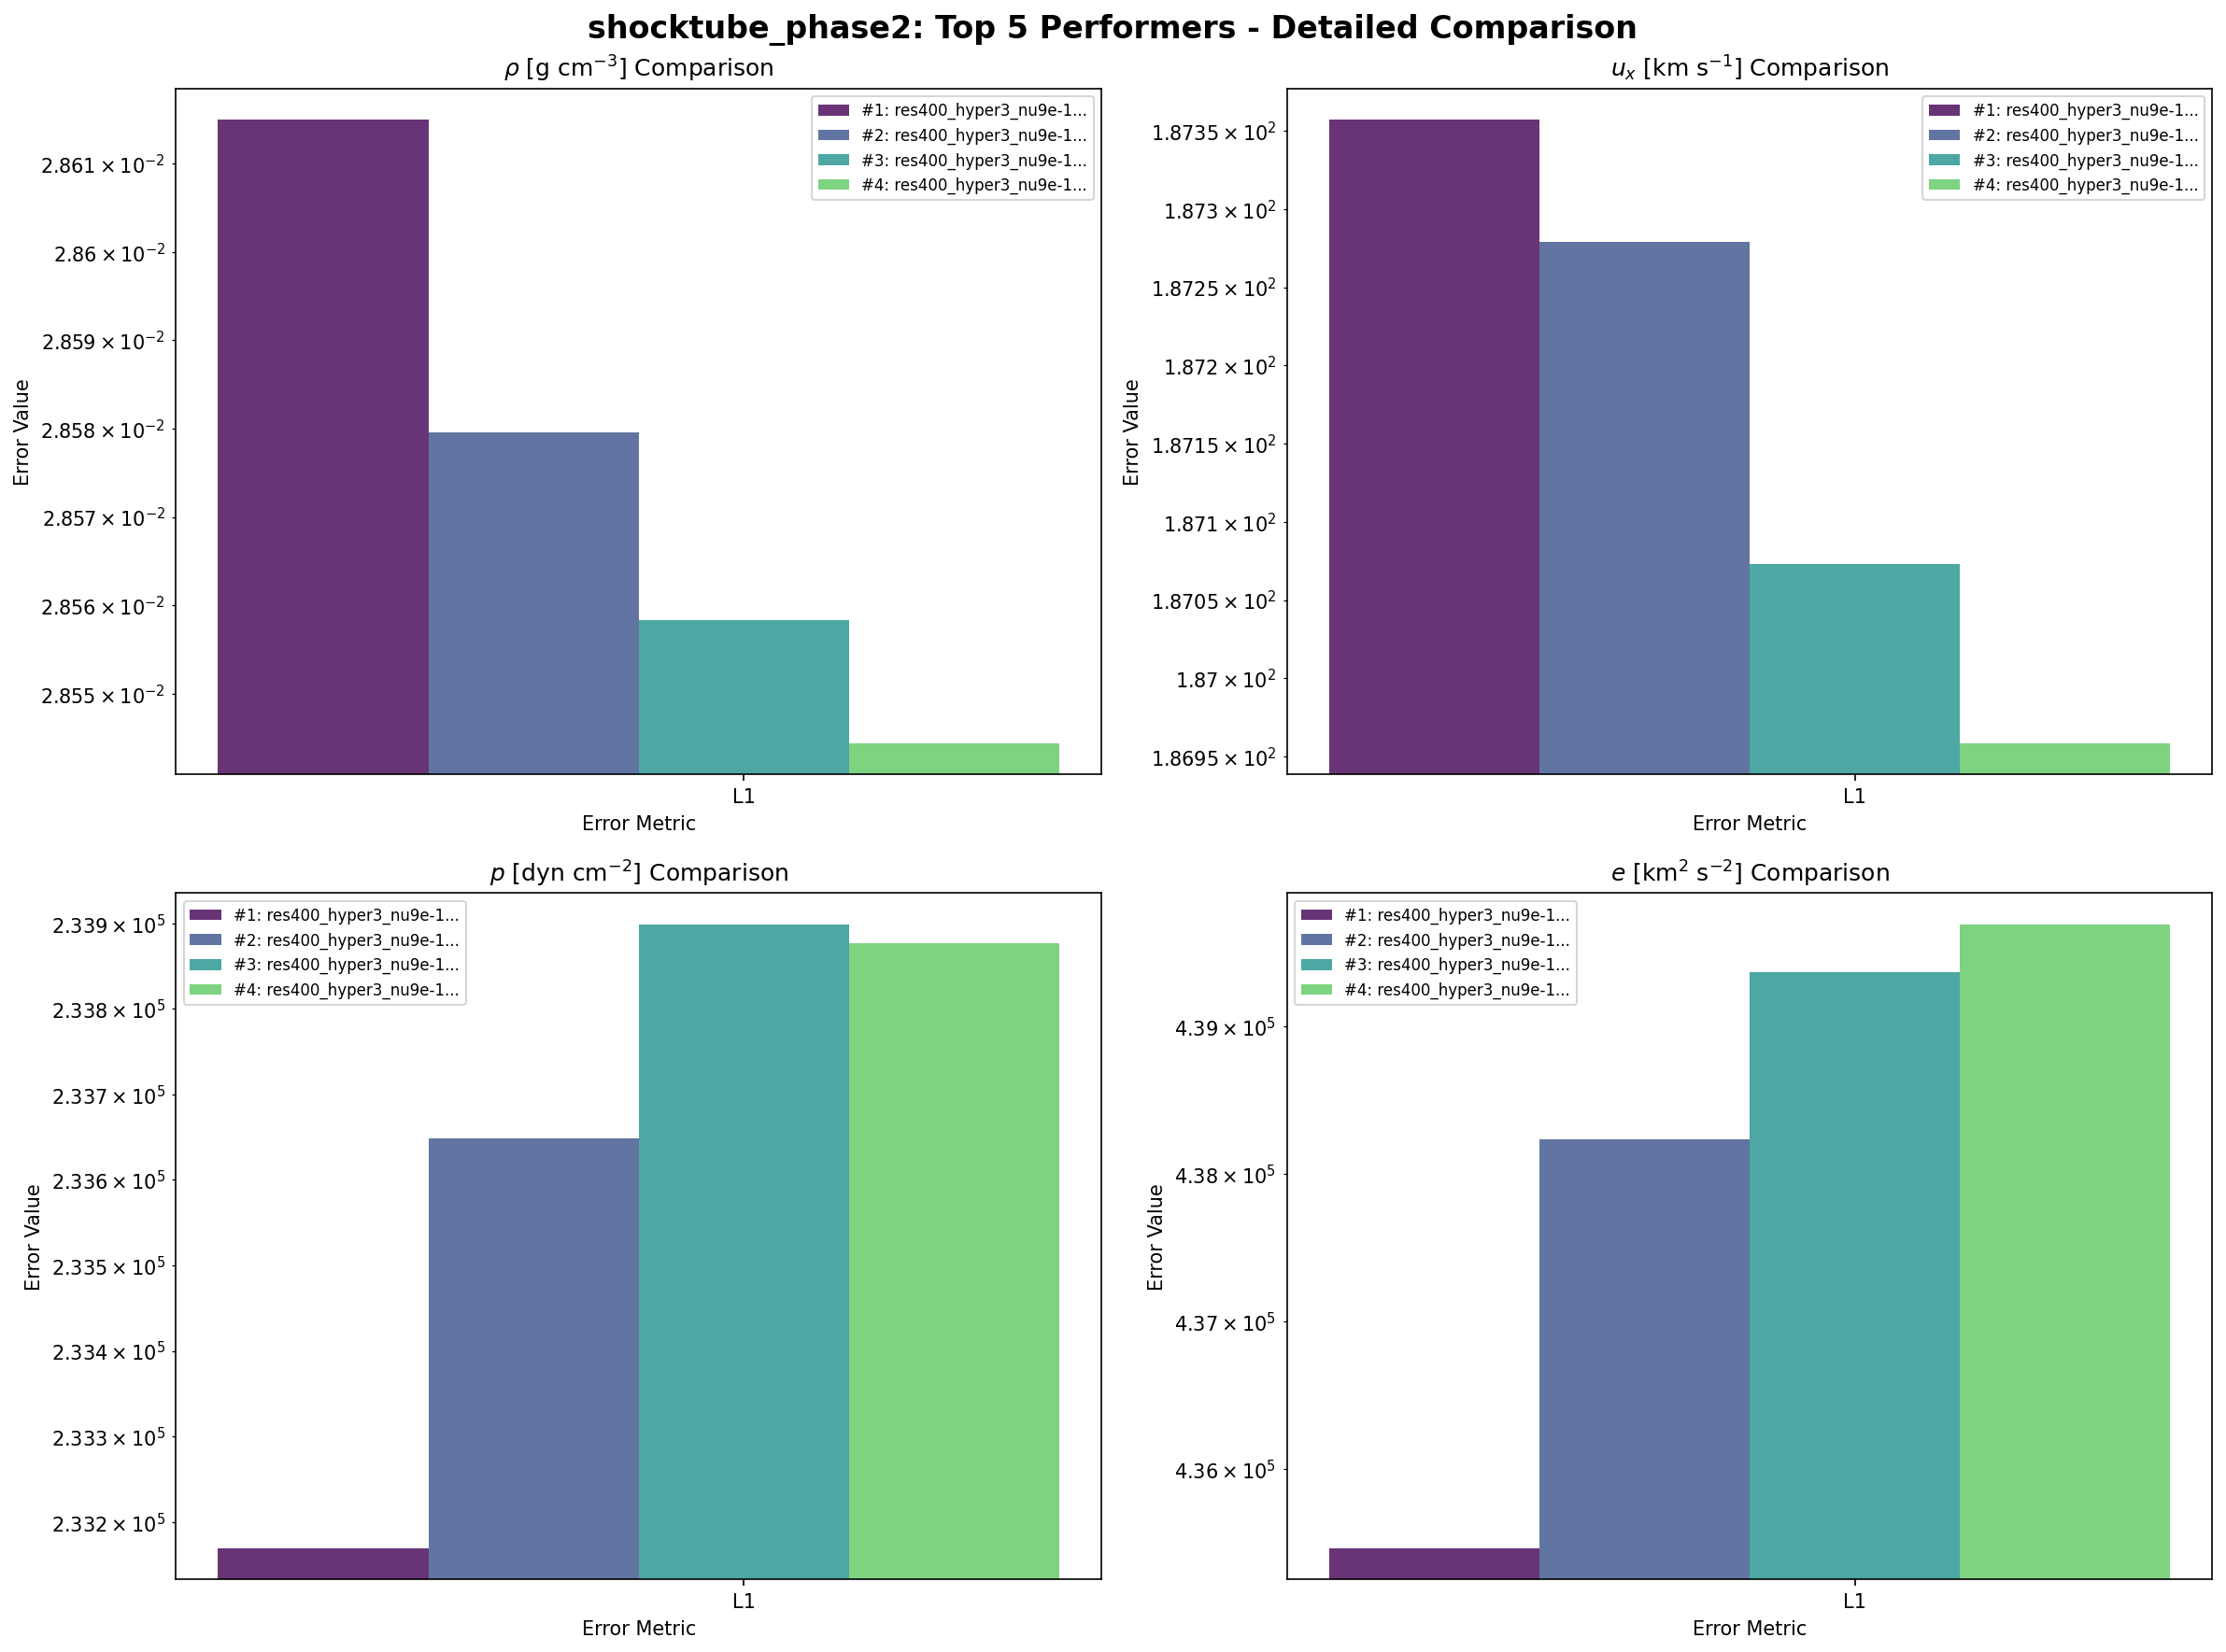 shocktube_phase2: Top 5 Performers - Detailed Comparison
ρ [g cm⁻³] Comparison
Error Value
2.861 × 10⁻²
2.86 × 10⁻²
2.859 × 10⁻²
2.858 × 10⁻²
2.857 × 10⁻²
2.856 × 10⁻²
2.855 × 10⁻²
#1: res400_hyper3_nu9e-1...
#2: res400_hyper3_nu9e-1...
#3: res400_hyper3_nu9e-1...
#4: res400_hyper3_nu9e-1...
L1
Error Metric
uₓ [km s⁻¹] Comparison
Error Value
1.8735 × 10²
1.873 × 10²
1.8725 × 10²
1.872 × 10²
1.8715 × 10²
1.871 × 10²
1.8705 × 10²
1.87 × 10²
1.8695 × 10²
#1: res400_hyper3_nu9e-1...
#2: res400_hyper3_nu9e-1...
#3: res400_hyper3_nu9e-1...
#4: res400_hyper3_nu9e-1...
L1
Error Metric
p [dyn cm⁻²] Comparison
Error Value
2.339 × 10⁵
2.338 × 10⁵
2.337 × 10⁵
2.336 × 10⁵
2.335 × 10⁵
2.334 × 10⁵
2.333 × 10⁵
2.332 × 10⁵
#1: res400_hyper3_nu9e-1...
#2: res400_hyper3_nu9e-1...
#3: res400_hyper3_nu9e-1...
#4: res400_hyper3_nu9e-1...
L1
Error Metric
e [km² s⁻²] Comparison
Error Value
4.39 × 10⁵
4.38 × 10⁵
4.37 × 10⁵
4.36 × 10⁵
#1: res400_hyper3_nu9e-1...
#2: res400_hyper3_nu9e-1...
#3: res400_hyper3_nu9e-1...
#4: res400_hyper3_nu9e-1...
L1
Error Metric